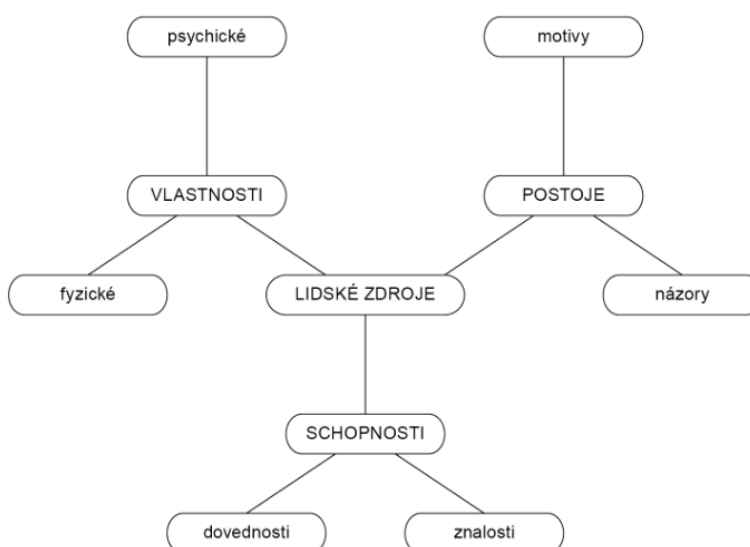 psychické
motivy
VLASTNOSTI
POSTOJE
fyzické
LIDSKÉ ZDROJE
názory
SCHOPNOSTI
dovednosti
znalosti